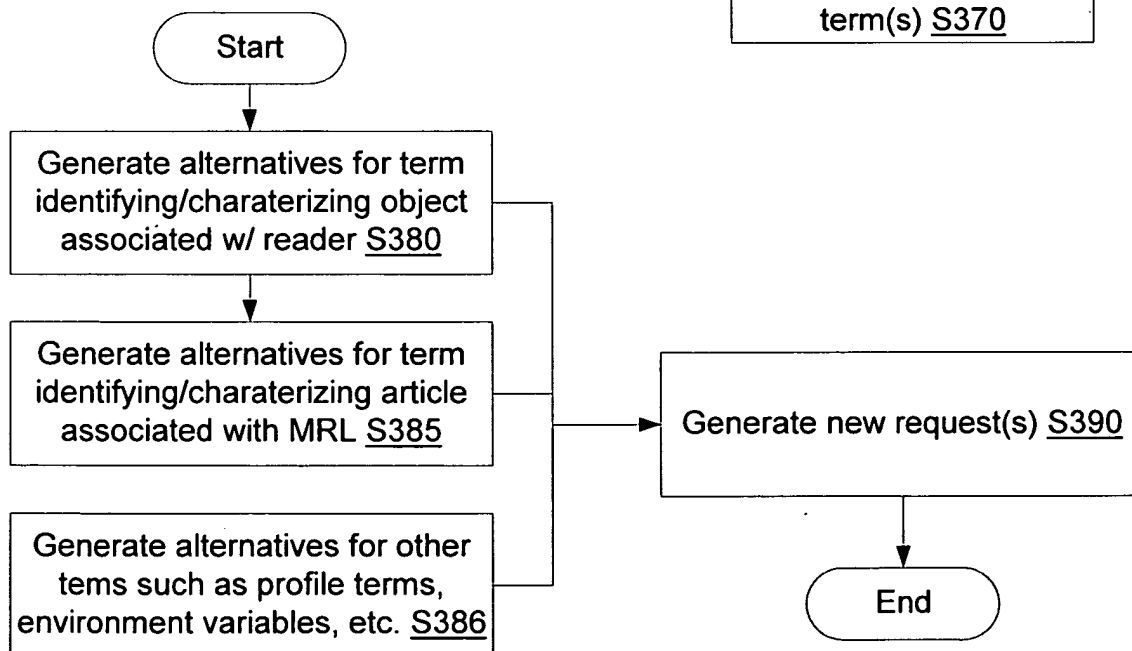 term(s) S370
Start
Generate alternatives for term
identifying/charaterizing object
associated w/ reader S380
Generate alternatives for term
identifying/charaterizing article
associated with MRL S385
Generate new request(s) S390
Generate alternatives for other
tems such as profile terms,
environment variables, etc. S386
End